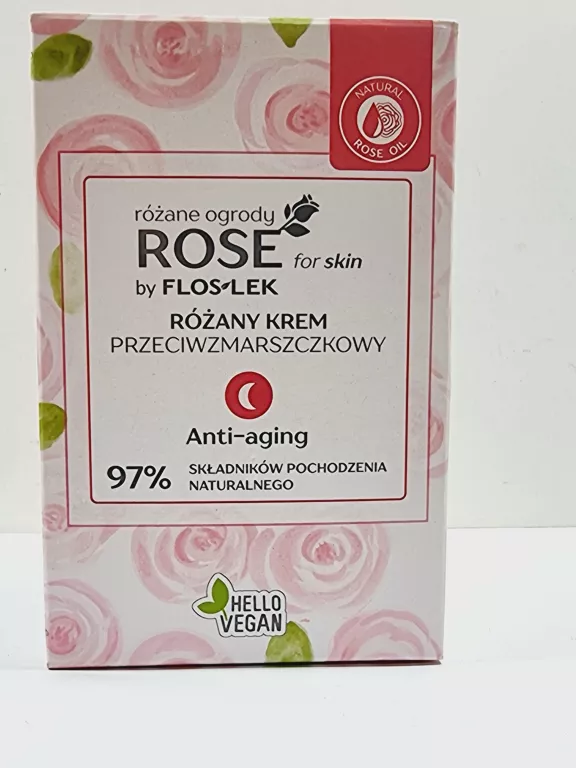 NATURAL
ROSE OIL
różane ogrody
ROSE for skin
by FLOS-LEK
RÓŻANY KREM
PRZECIWZMARSZCZKOWY
Anti-aging
97% SKŁADNIKÓW POCHODZENIA
NATURALNEGO
HELLO
VEGAN